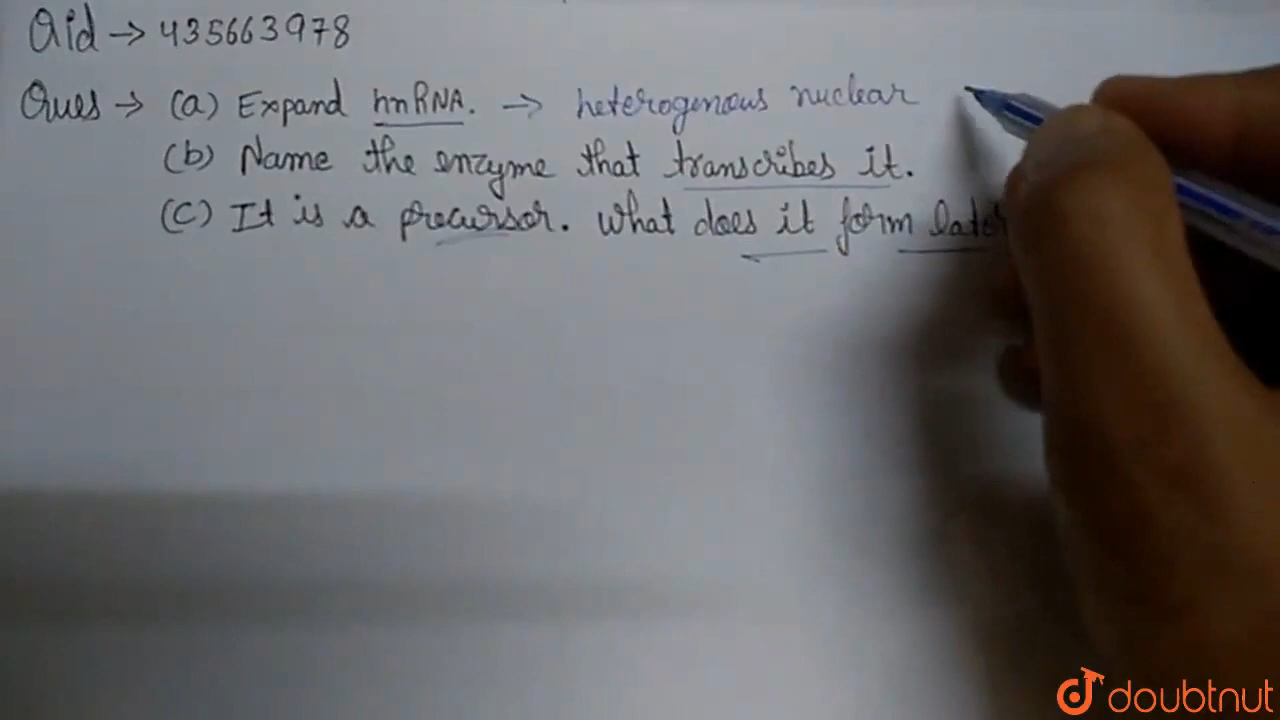 Qid → 435663978
Ques → (a) Expand hnRNA. → heterogenous nuclear
(b) Name the enzyme that transcribes it.
(C) It is a precursor. What does it form later
doubtnut